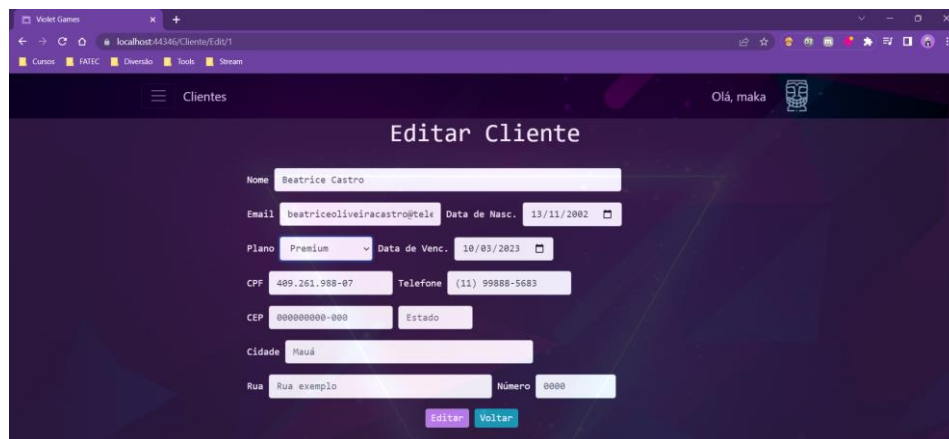 Violet Games
localhost:44346/Cliente/Edit/1
Cursos FATEC Diversão Tools Stream
Clientes Olá, maka
Editar Cliente
Nome Beatrice Castro
Email beatriceoliveiracastro@tele Data de Nasc. 13/11/2002
Plano Premium Data de Venc. 10/03/2023
CPF 409.261.988-07 Telefone (11) 99888-5683
CEP 000000000-000 Estado
Cidade Mauá
Rua Rua exemplo Número 0000
Editar Voltar